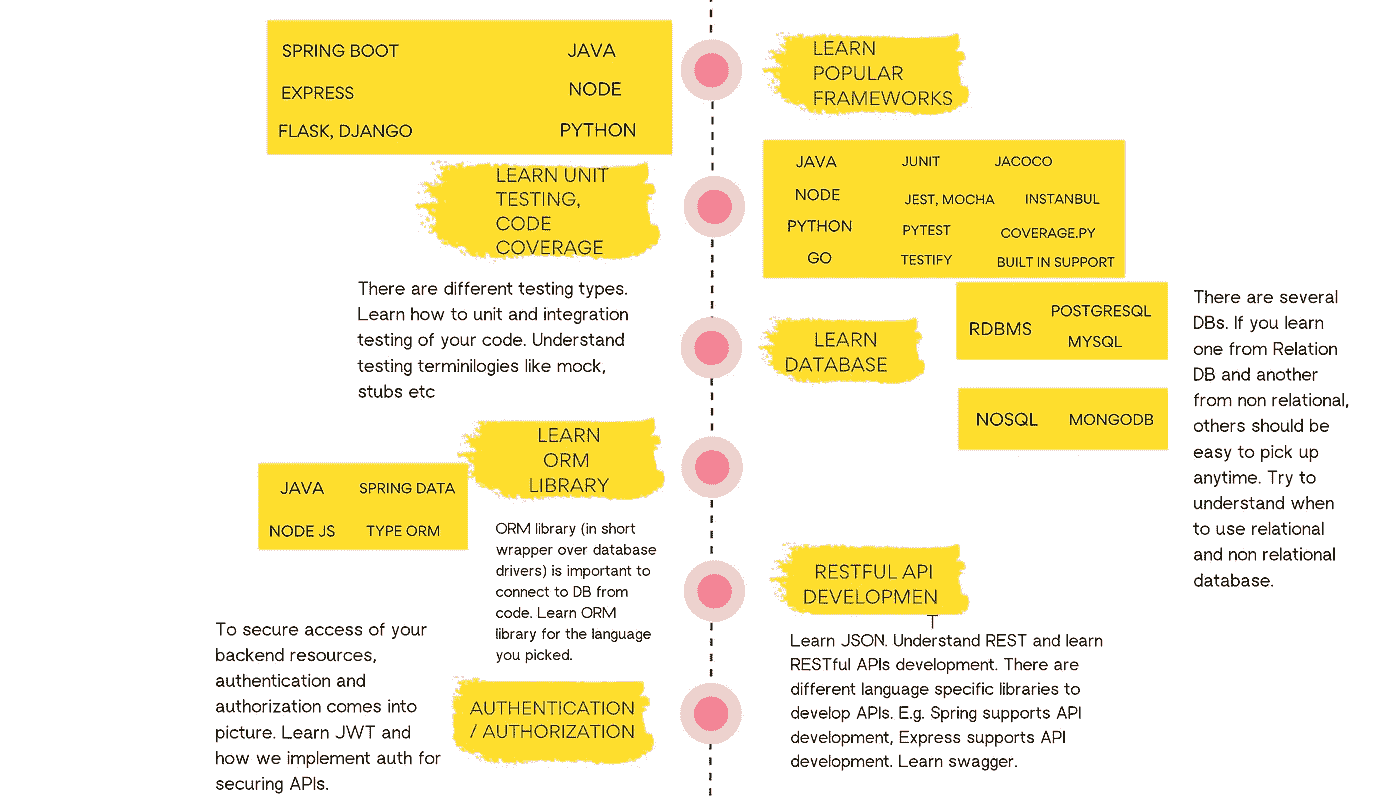 SPRING BOOT JAVA
EXPRESS NODE
FLASK, DJANGO PYTHON
LEARN
POPULAR
FRAMEWORKS
LEARN UNIT
TESTING,
CODE
COVERAGE
JAVA JUNIT JACOCO
NODE JEST, MOCHA INSTANBUL
PYTHON PYTEST COVERAGE.PY
GO TESTIFY BUILT IN SUPPORT
There are different testing types.
Learn how to unit and integration
testing of your code. Understand
testing terminilogies like mock,
stubs etc
LEARN
DATABASE
RDBMS POSTGRESQL
MYSQL
NOSQL MONGODB
There are several
DBs. If you learn
one from Relation
DB and another
from non relational,
others should be
easy to pick up
anytime. Try to
understand when
to use relational
and non relational
database.
LEARN
ORM
LIBRARY
JAVA SPRING DATA
NODE JS TYPE ORM
ORM library (in short
wrapper over database
drivers) is important to
connect to DB from
code. Learn ORM
library for the language
you picked.
RESTFUL API
DEVELOPMEN
T
Learn JSON. Understand REST and learn
RESTful APIs development. There are
different language specific libraries to
develop APIs. E.g. Spring supports API
development, Express supports API
development. Learn swagger.
AUTHENTICATION
/ AUTHORIZATION
To secure access of your
backend resources,
authentication and
authorization comes into
picture. Learn JWT and
how we implement auth for
securing APIs.